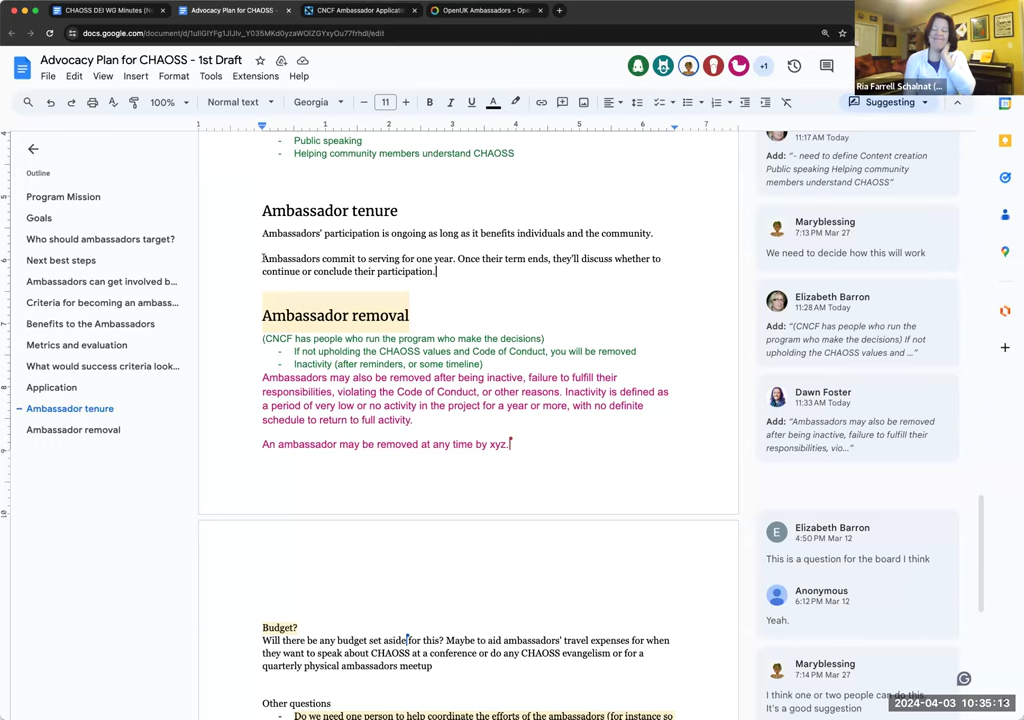 CHAOSS DEI WG Minutes (N
Advocacy Plan for CHAOSS -
CNCF Ambassador Applicatio
OpenUK Ambassadors - Ope
Advocacy Plan for CHAOSS - 1st Draft
File Edit View Insert Format Tools Extensions Help
+1
Ria Farrell Schalnat (...
100% Normal text Georgia 11 Suggesting
1 1 2 3 4 5 6 7
Outline
Program Mission
Goals
Who should ambassadors target?
Next best steps
Ambassadors can get involved b...
Criteria for becoming an ambass...
Benefits to the Ambassadors
Metrics and evaluation
What would success criteria look...
Application
Ambassador tenure
Ambassador removal
- Public speaking
- Helping community members understand CHAOSS
Ambassador tenure
Ambassadors' participation is ongoing as long as it benefits individuals and the community.
Ambassadors commit to serving for one year. Once their term ends, they'll discuss whether to
continue or conclude their participation.
Ambassador removal
(CNCF has people who run the program who make the decisions)
- If not upholding the CHAOSS values and Code of Conduct, you will be removed
- Inactivity (after reminders, or some timeline)
Ambassadors may also be removed after being inactive, failure to fulfill their
responsibilities, violating the Code of Conduct, or other reasons. Inactivity is defined as
a period of very low or no activity in the project for a year or more, with no definite
schedule to return to full activity.
An ambassador may be removed at any time by xyz.
Budget?
Will there be any budget set aside for this? Maybe to aid ambassadors' travel expenses for when
they want to speak about CHAOSS at a conference or do any CHAOSS evangelism or for a
quarterly physical ambassadors meetup
Other questions
- Do we need one person to help coordinate the efforts of the ambassadors (for instance so
11:17 AM Today
Add: "- need to define Content creation
Public speaking Helping community
members understand CHAOSS"
Maryblessing
7:13 PM Mar 27
We need to decide how this will work
Elizabeth Barron
11:28 AM Today
Add: "(CNCF has people who run the
program who make the decisions) If not
upholding the CHAOSS values and ..."
Dawn Foster
11:33 AM Today
Add: "Ambassadors may also be removed
after being inactive, failure to fulfill their
responsibilities, vio..."
E
Elizabeth Barron
4:50 PM Mar 12
This is a question for the board I think
Anonymous
6:12 PM Mar 12
Yeah.
Maryblessing
7:14 PM Mar 27
I think one or two people can do this.
It's a good suggestion
2024-04-03 10:35:13